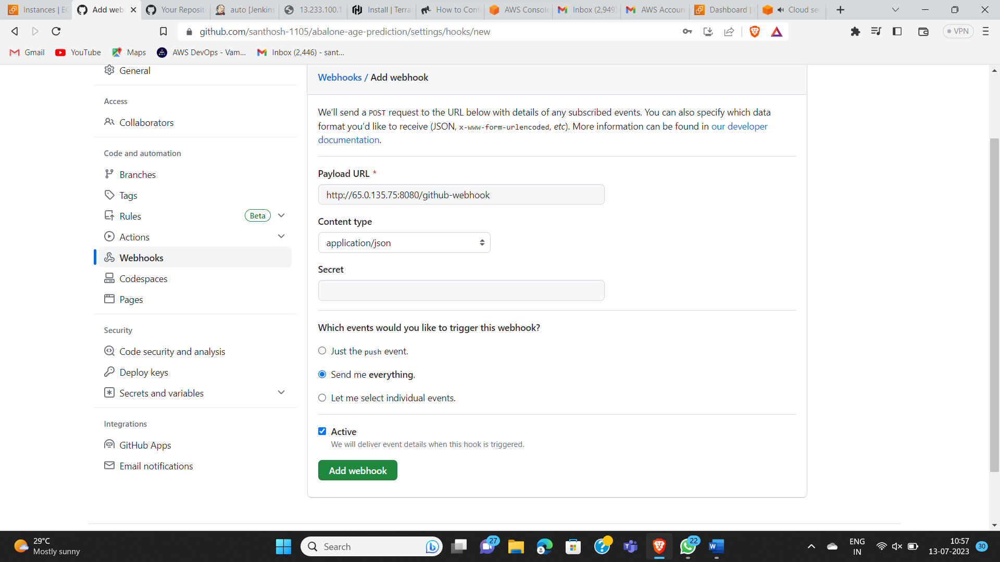 Instances | EC
Add web
Your Reposito
auto [Jenkins
13.233.100.1
Install | Terra
How to Conf
AWS Console
Inbox (2,949)
AWS Accoun
Dashboard |
Cloud sec
github.com/santhosh-1105/abalone-age-prediction/settings/hooks/new
VPN
Gmail
YouTube
Maps
AWS DevOps - Vam...
Inbox (2,446) - sant...
General
Access
Collaborators
Code and automation
Branches
Tags
Rules Beta
Actions
Webhooks
Codespaces
Pages
Security
Code security and analysis
Deploy keys
Secrets and variables
Integrations
GitHub Apps
Email notifications
Webhooks / Add webhook
We'll send a POST request to the URL below with details of any subscribed events. You can also specify which data
format you'd like to receive (JSON, x-www-form-urlencoded, etc). More information can be found in our developer
documentation.
Payload URL *
http://65.0.135.75:8080/github-webhook
Content type
application/json
Secret
Which events would you like to trigger this webhook?
Just the push event.
Send me everything.
Let me select individual events.
Active
We will deliver event details when this hook is triggered.
Add webhook
29°C
Mostly sunny
Search
27
22
ENG
IN
10:57
13-07-2023
30